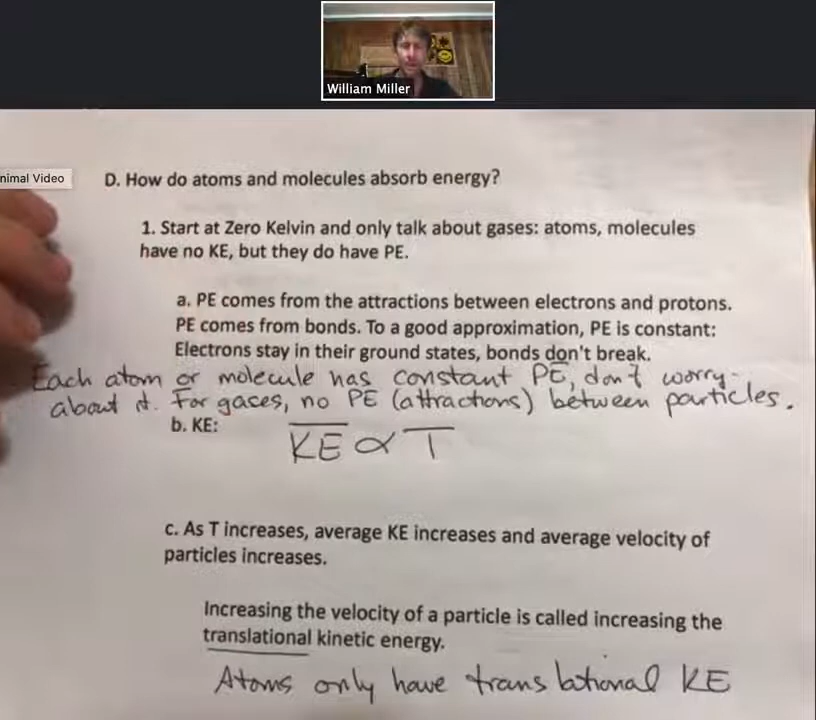 William Miller
nimal Video
D. How do atoms and molecules absorb energy?
1. Start at Zero Kelvin and only talk about gases: atoms, molecules
have no KE, but they do have PE.
a. PE comes from the attractions between electrons and protons.
PE comes from bonds. To a good approximation, PE is constant:
Electrons stay in their ground states, bonds don't break.
Each atom or molecule has constant PE, don't worry
about it. For gases, no PE (attractions) between particles.
b. KE:
KE ∝ T
c. As T increases, average KE increases and average velocity of
particles increases.
Increasing the velocity of a particle is called increasing the
translational kinetic energy.
Atoms only have translational KE